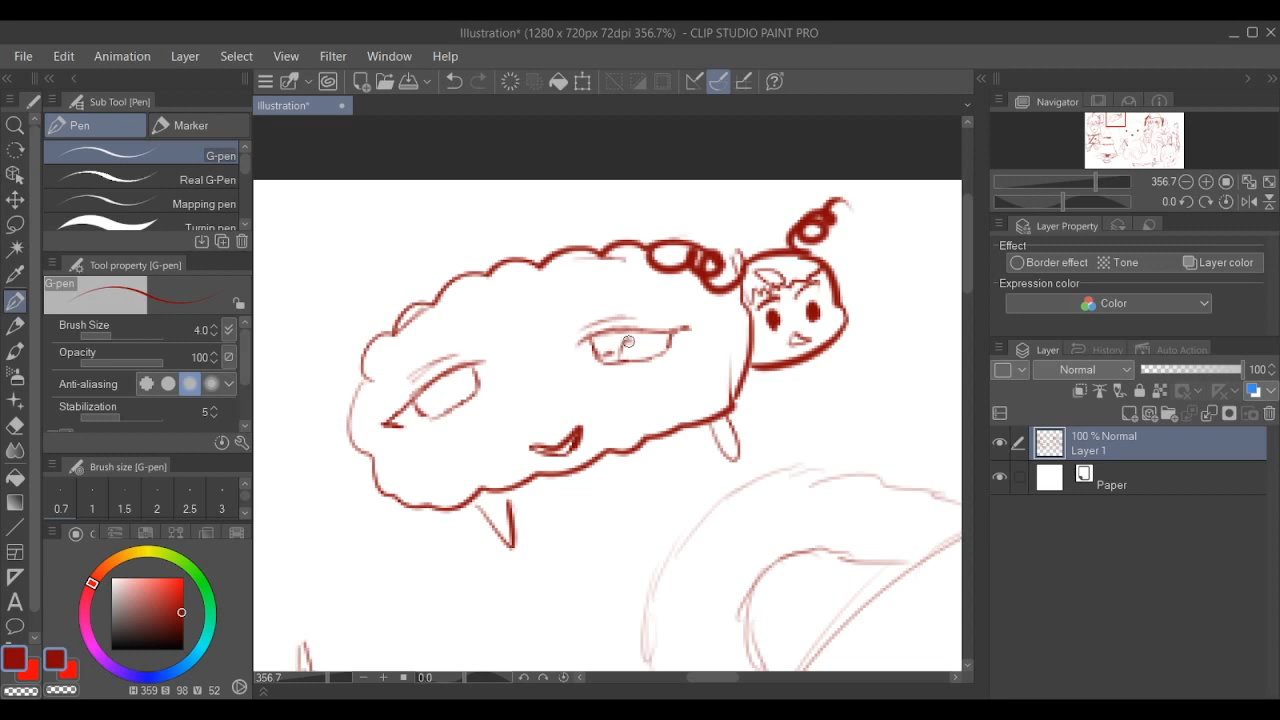 Illustration* (1280 x 720px 72dpi 356.7%) - CLIP STUDIO PAINT PRO
File Edit Animation Layer Select View Filter Window Help
Sub Tool [Pen]
Pen Marker
G-pen
Real G-Pen
Mapping pen
Turnip pen
Tool property [G-pen]
G-pen
Brush Size 4.0
Opacity 100
Anti-aliasing
Stabilization 5
Brush size [G-pen]
0.7 1 1.5 2 2.5 3
C
H 359 S 98 V 52
A
Illustration*
356.7 0.0
Navigator
356.7
0.0
Layer Property
Effect
Border effect Tone Layer color
Expression color
Color
Layer History Auto Action
Normal 100
100 % Normal
Layer 1
Paper